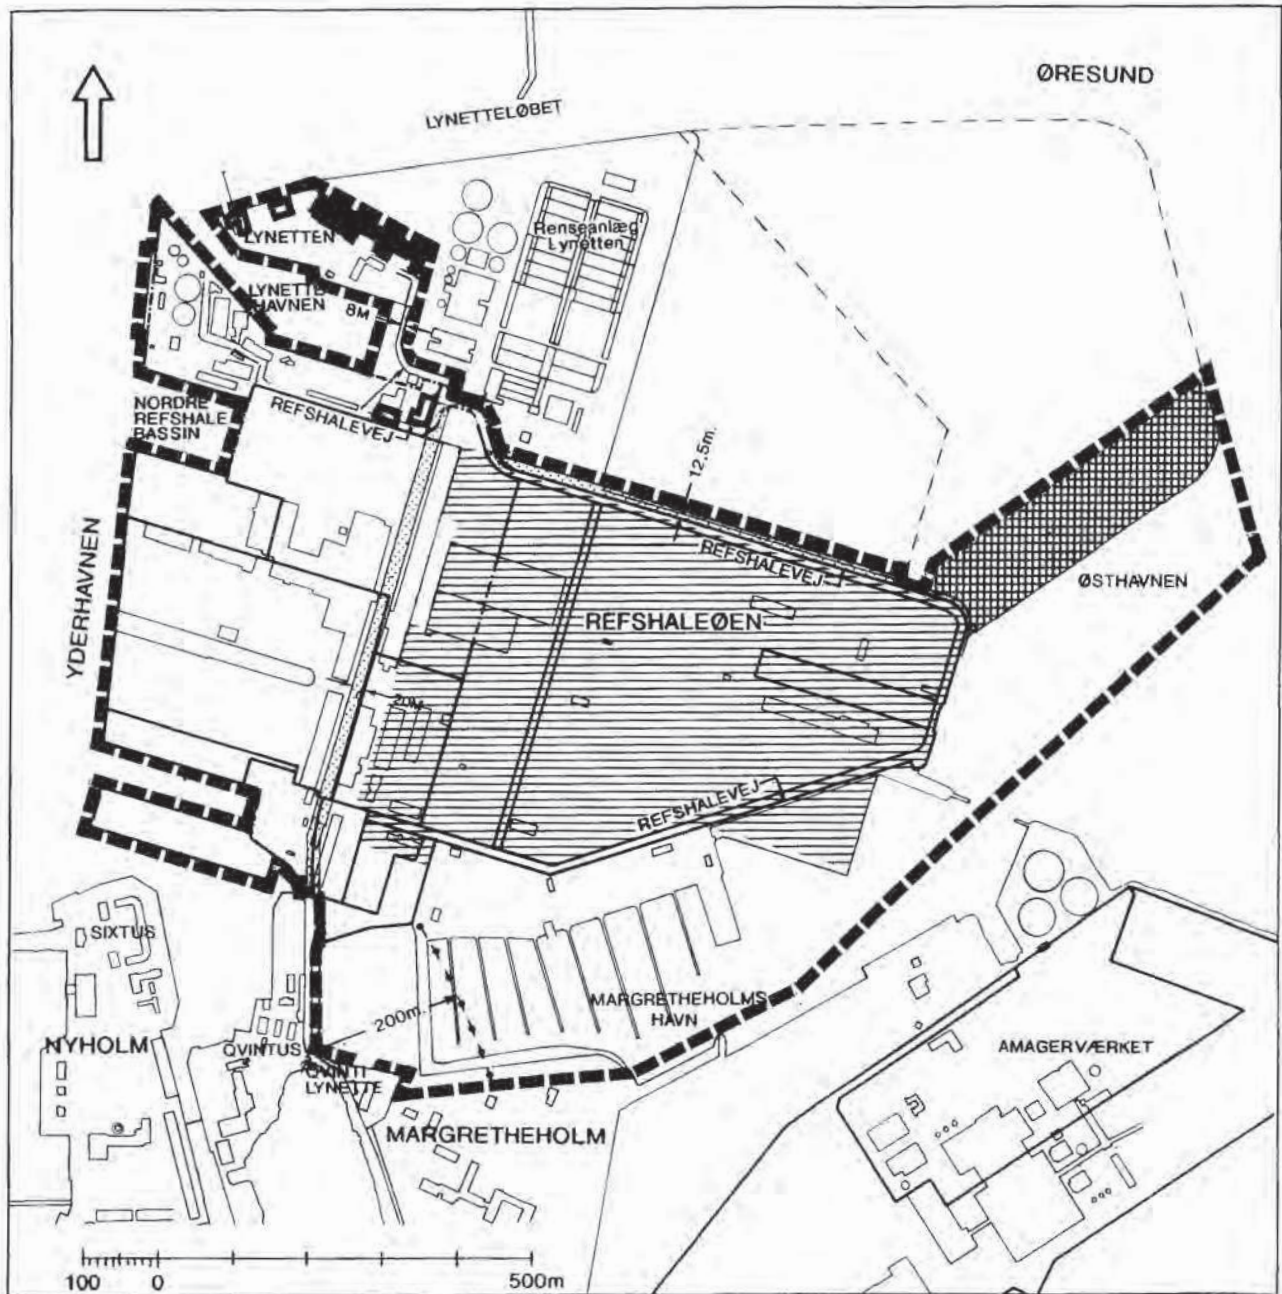 ØRESUND
LYNETTELØBET
Renseanlæg
Lynetten
LYNETTEN
LYNETTE
HAVNEN
8M
NORDRE
REFSHALE
BASSIN
REFSHALEVEJ
12,5m.
REFSHALEVEJ
ØSTHAVNEN
YDERHAVNEN
REFSHALEØEN
20M
REFSHALEVEJ
SIXTUS
MARGRETHEHOLMS
HAVN
200m.
NYHOLM
QVINTUS
QVINTI
LYNETTE
AMAGERVÆRKET
MARGRETHEHOLM
100 0 500m